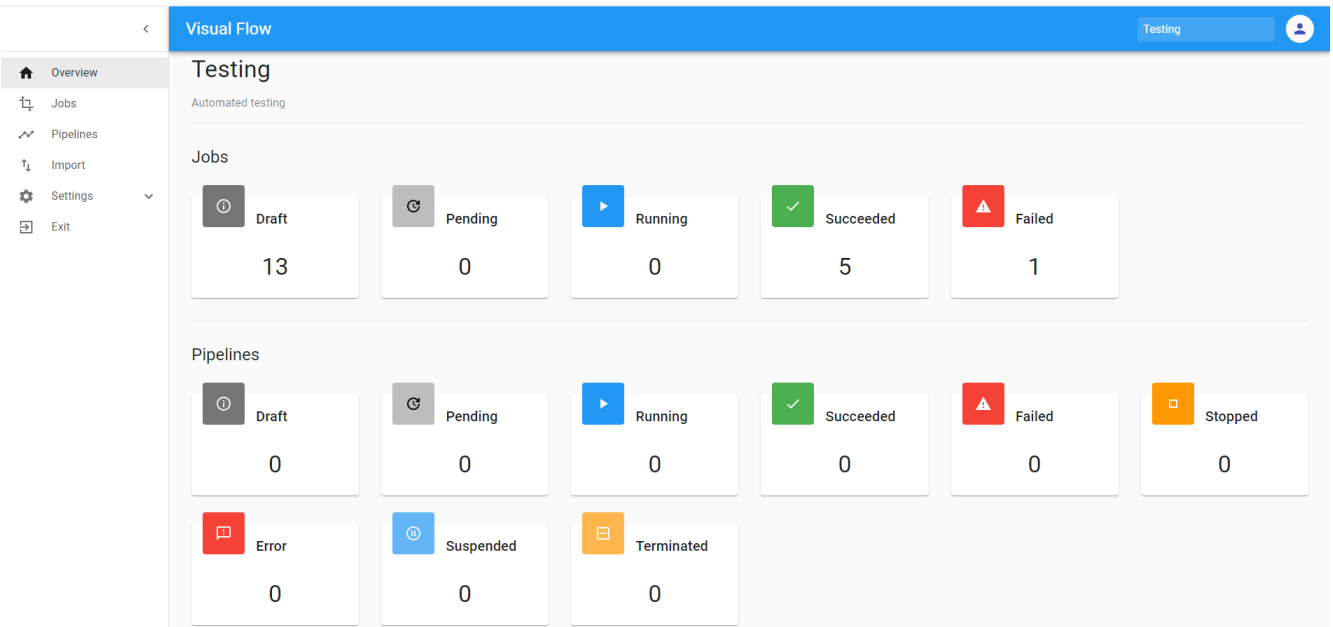 Visual Flow Testing
Overview
Jobs
Pipelines
Import
Settings
Exit
Testing
Automated testing
Jobs
Draft Pending Running Succeeded Failed
13 0 0 5 1
Pipelines
Draft Pending Running Succeeded Failed Stopped
0 0 0 0 0 0
Error Suspended Terminated
0 0 0